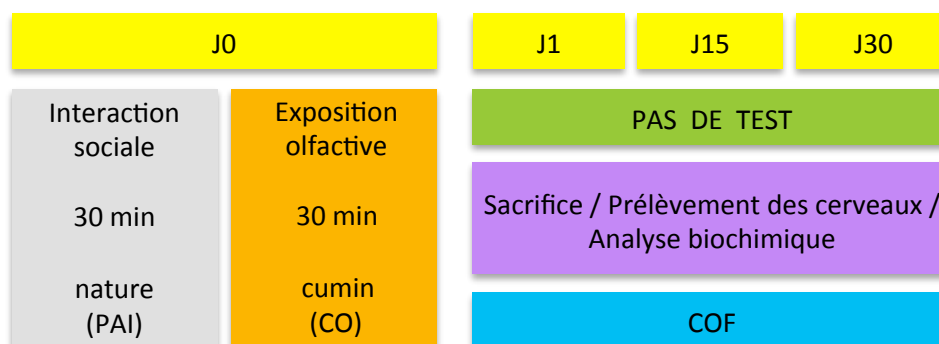 J0
J1
J15
J30
Interaction
sociale
30 min
nature
(PAI)
Exposition
olfactive
30 min
cumin
(CO)
PAS DE TEST
Sacrifice / Prélèvement des cerveaux /
Analyse biochimique
COF